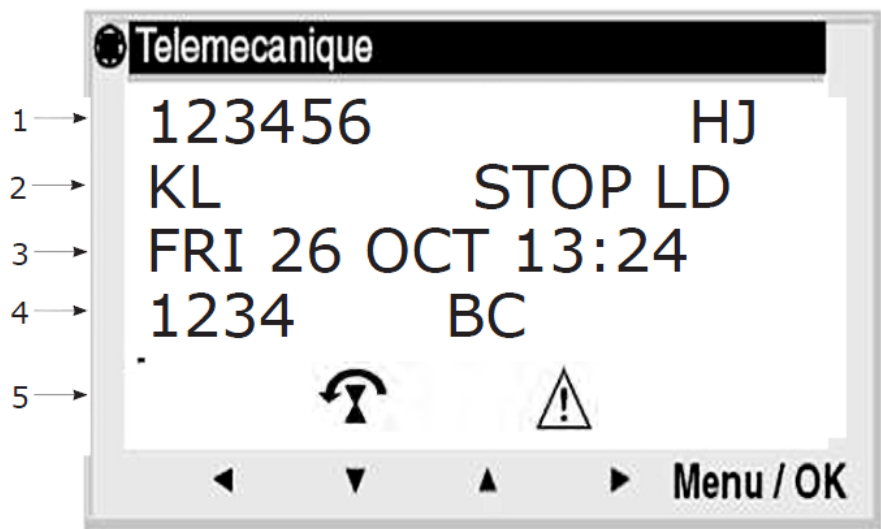 Telemecanique
1 123456 HJ
2 KL STOP LD
3 FRI 26 OCT 13:24
4 1234 BC
5 !
Menu / OK